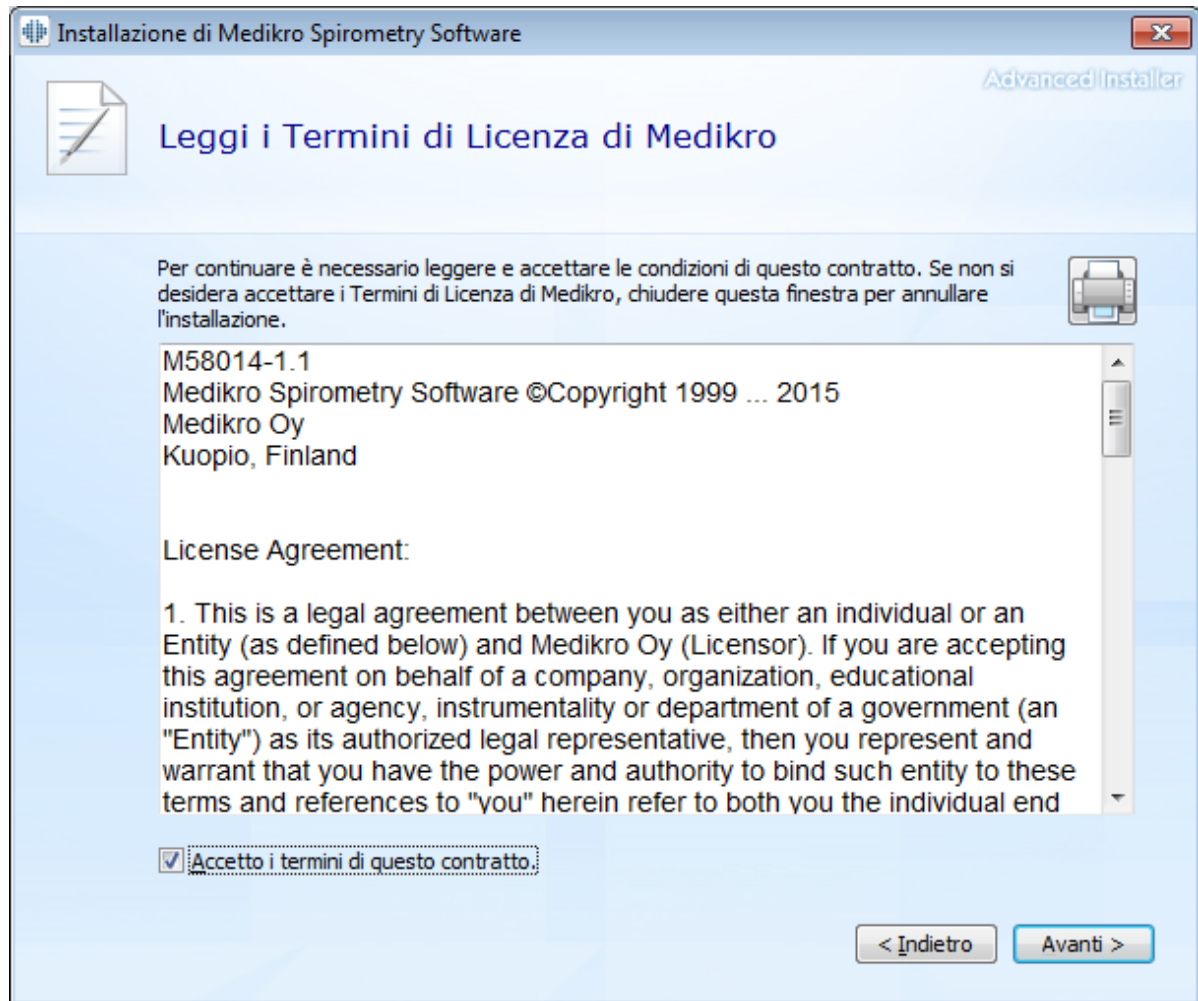 Installazione di Medikro Spirometry Software
Advanced Installer
Leggi i Termini di Licenza di Medikro
Per continuare è necessario leggere e accettare le condizioni di questo contratto. Se non si
desidera accettare i Termini di Licenza di Medikro, chiudere questa finestra per annullare
l'installazione.
M58014-1.1
Medikro Spirometry Software ©Copyright 1999 ... 2015
Medikro Oy
Kuopio, Finland
License Agreement:
1. This is a legal agreement between you as either an individual or an
Entity (as defined below) and Medikro Oy (Licensor). If you are accepting
this agreement on behalf of a company, organization, educational
institution, or agency, instrumentality or department of a government (an
"Entity") as its authorized legal representative, then you represent and
warrant that you have the power and authority to bind such entity to these
terms and references to "you" herein refer to both you the individual end
Accetto i termini di questo contratto.
< Indietro
Avanti >